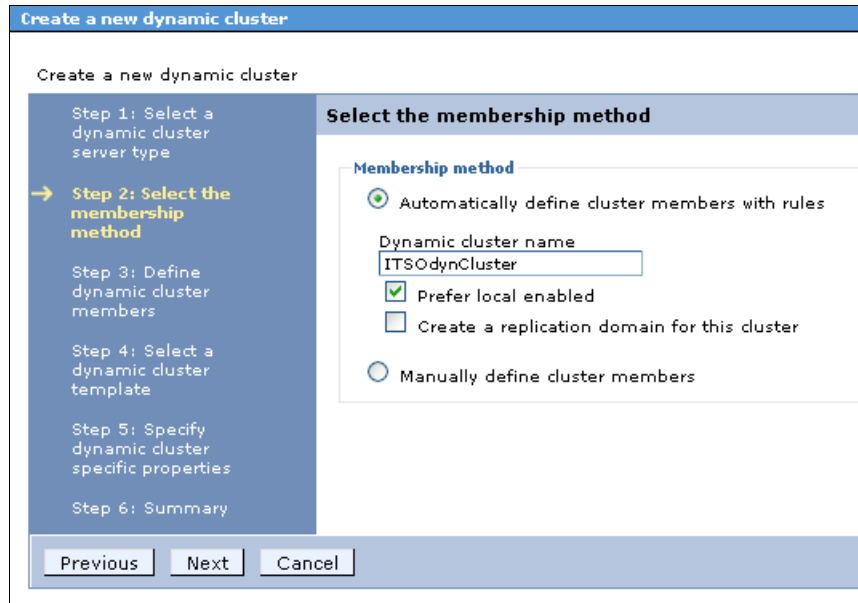 Create a new dynamic cluster
Create a new dynamic cluster
Step 1: Select a
dynamic cluster
server type
Step 2: Select the
membership
method
Step 3: Define
dynamic cluster
members
Step 4: Select a
dynamic cluster
template
Step 5: Specify
dynamic cluster
specific properties
Step 6: Summary
Select the membership method
Membership method
Automatically define cluster members with rules
Dynamic cluster name
ITSOdynCluster
Prefer local enabled
Create a replication domain for this cluster
Manually define cluster members
Previous Next Cancel